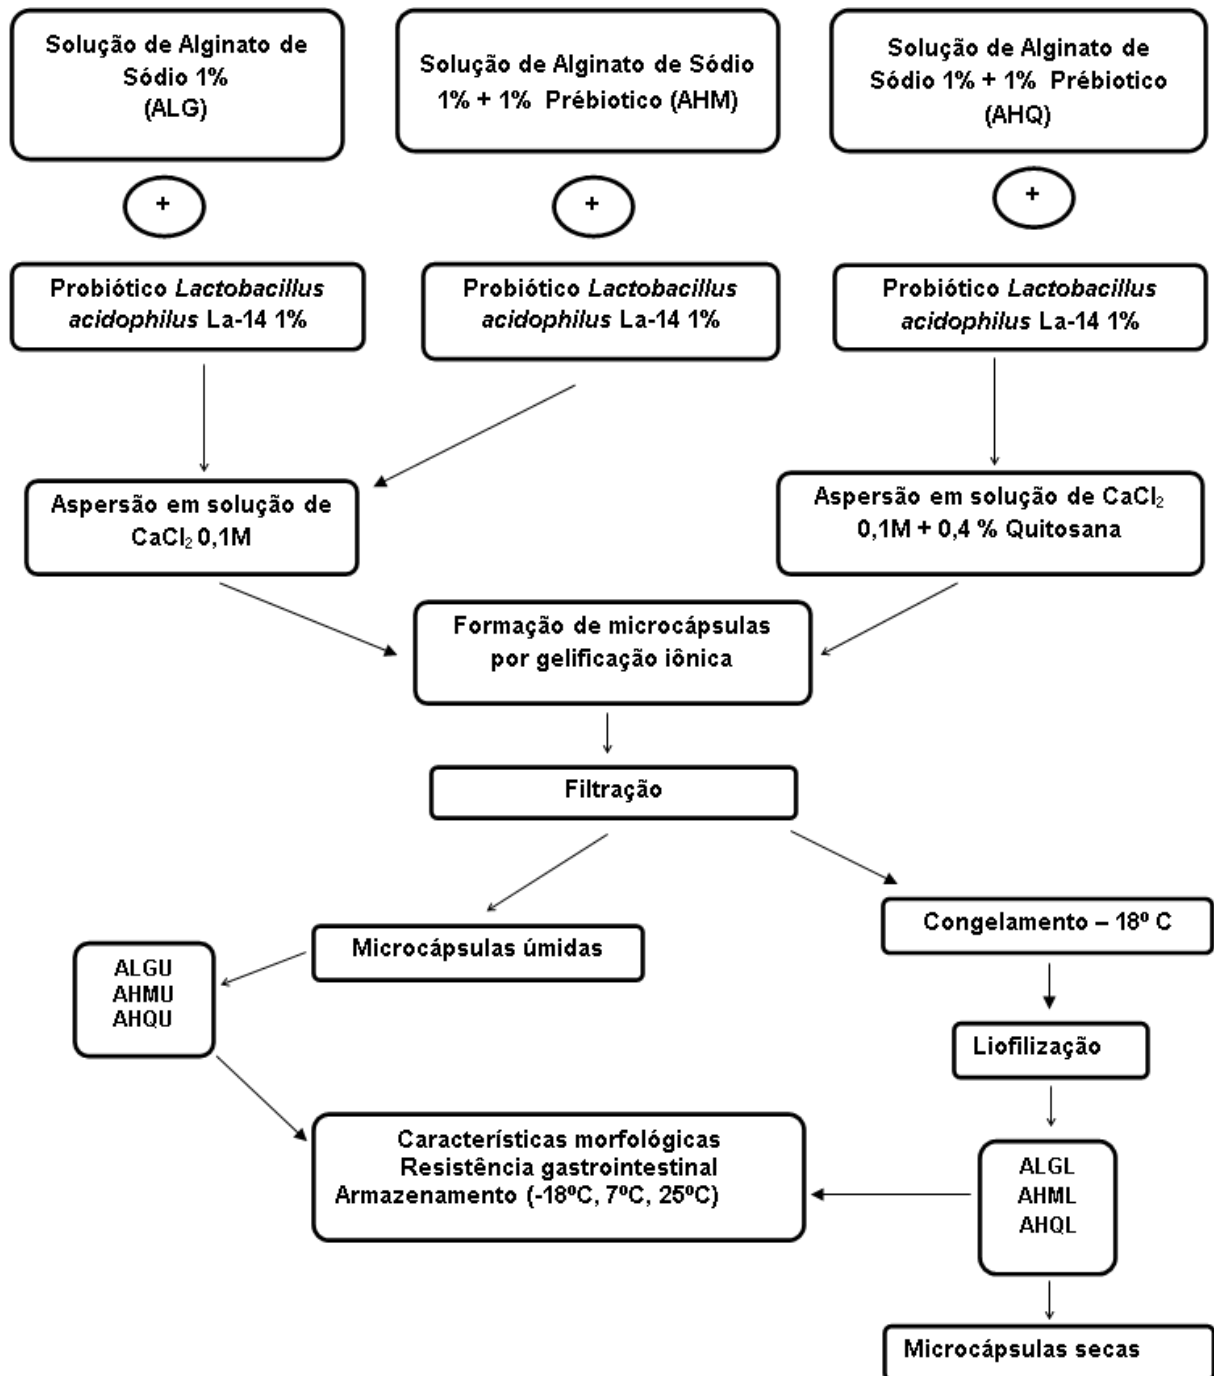 Solução de Alginato de
Sódio 1%
(ALG)
Solução de Alginato de Sódio
1% + 1% Prébiotico (AHM)
Solução de Alginato de
Sódio 1% + 1% Prébiotico
(AHQ)
+
+
+
Probiótico Lactobacillus
acidophilus La-14 1%
Probiótico Lactobacillus
acidophilus La-14 1%
Probiótico Lactobacillus
acidophilus La-14 1%
Aspersão em solução de
CaCl₂ 0,1M
Aspersão em solução de CaCl₂
0,1M + 0,4 % Quitosana
Formação de microcápsulas
por gelificação iônica
Filtração
Microcápsulas úmidas
Congelamento – 18º C
ALGU
AHMU
AHQU
Liofilização
Características morfológicas
Resistência gastrointestinal
Armazenamento (-18ºC, 7ºC, 25ºC)
ALGL
AHML
AHQL
Microcápsulas secas